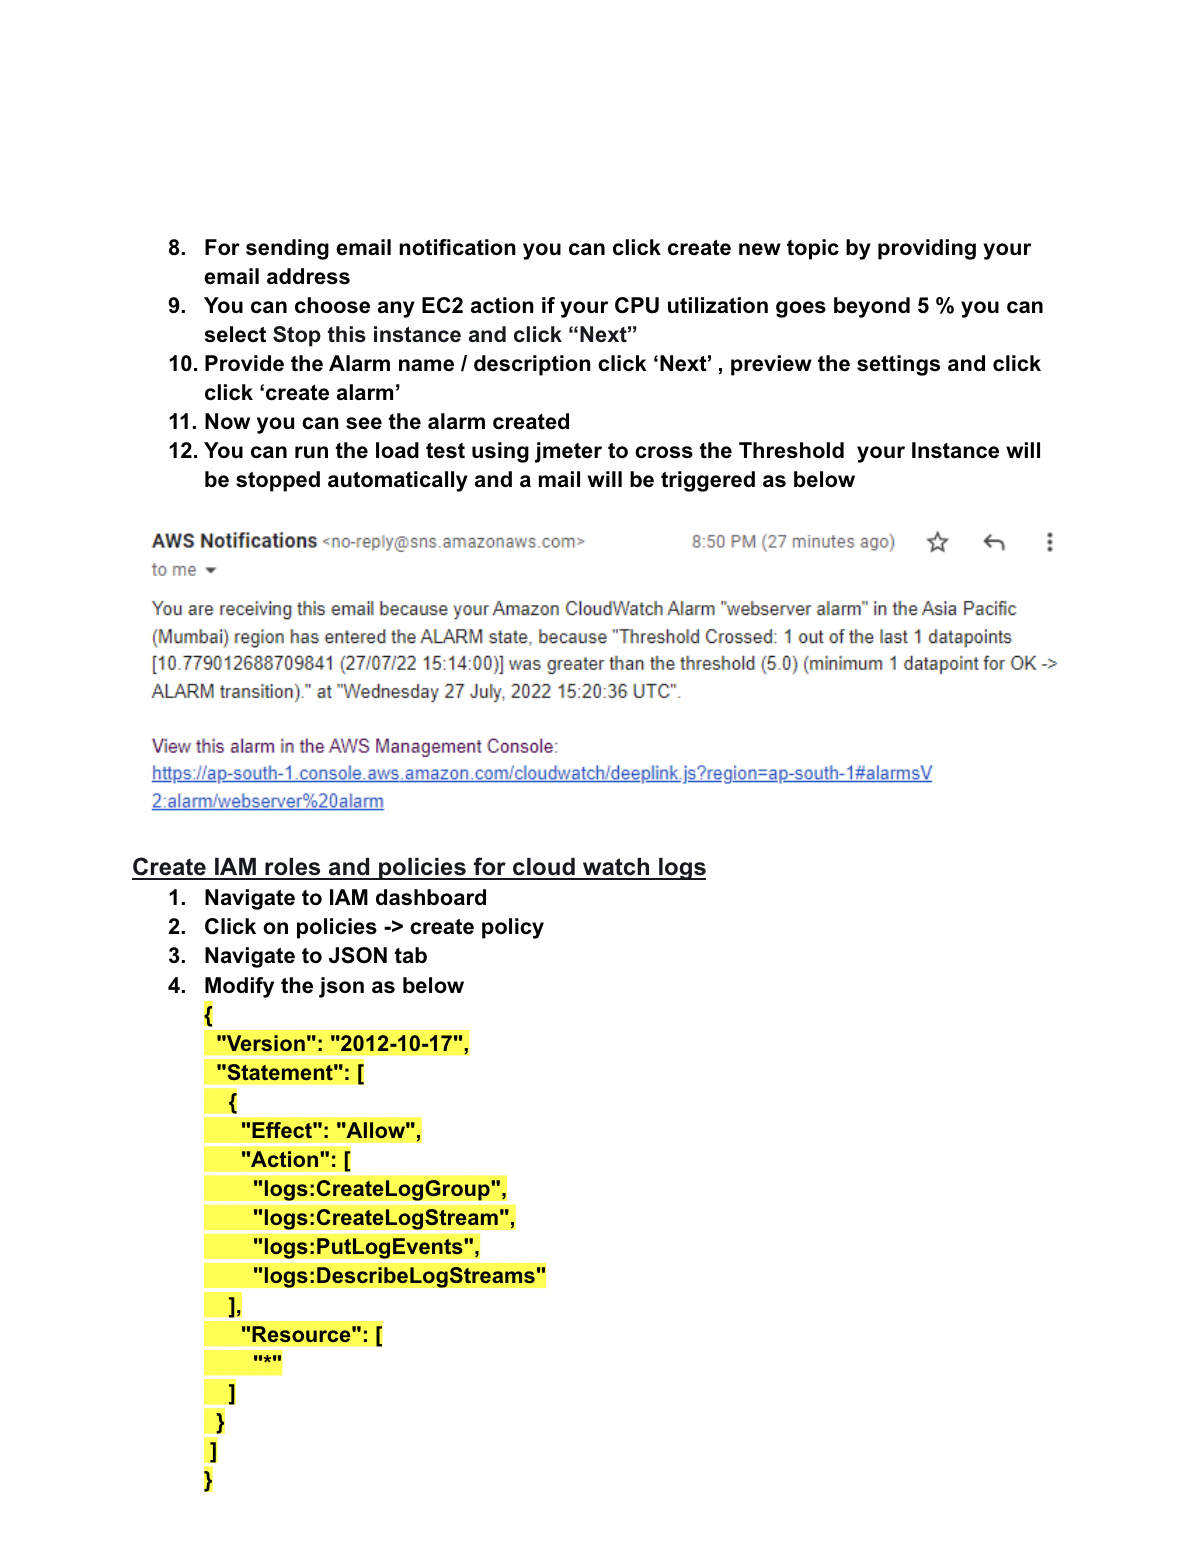 8. For sending email notification you can click create new topic by providing your
email address
9. You can choose any EC2 action if your CPU utilization goes beyond 5 % you can
select Stop this instance and click “Next”
10. Provide the Alarm name / description click ‘Next’ , preview the settings and click
click ‘create alarm’
11. Now you can see the alarm created
12. You can run the load test using jmeter to cross the Threshold  your Instance will
be stopped automatically and a mail will be triggered as below
AWS Notifications <no-reply@sns.amazonaws.com> 8:50 PM (27 minutes ago)
to me
You are receiving this email because your Amazon CloudWatch Alarm "webserver alarm" in the Asia Pacific
(Mumbai) region has entered the ALARM state, because "Threshold Crossed: 1 out of the last 1 datapoints
[10.779012688709841 (27/07/22 15:14:00)] was greater than the threshold (5.0) (minimum 1 datapoint for OK ->
ALARM transition)." at "Wednesday 27 July, 2022 15:20:36 UTC".
View this alarm in the AWS Management Console:
https://ap-south-1.console.aws.amazon.com/cloudwatch/deeplink.js?region=ap-south-1#alarmsV
2:alarm/webserver%20alarm
Create IAM roles and policies for cloud watch logs
1. Navigate to IAM dashboard
2. Click on policies -> create policy
3. Navigate to JSON tab
4. Modify the json as below
{
"Version": "2012-10-17",
"Statement": [
{
"Effect": "Allow",
"Action": [
"logs:CreateLogGroup",
"logs:CreateLogStream",
"logs:PutLogEvents",
"logs:DescribeLogStreams"
],
"Resource": [
"*"
]
}
]
}